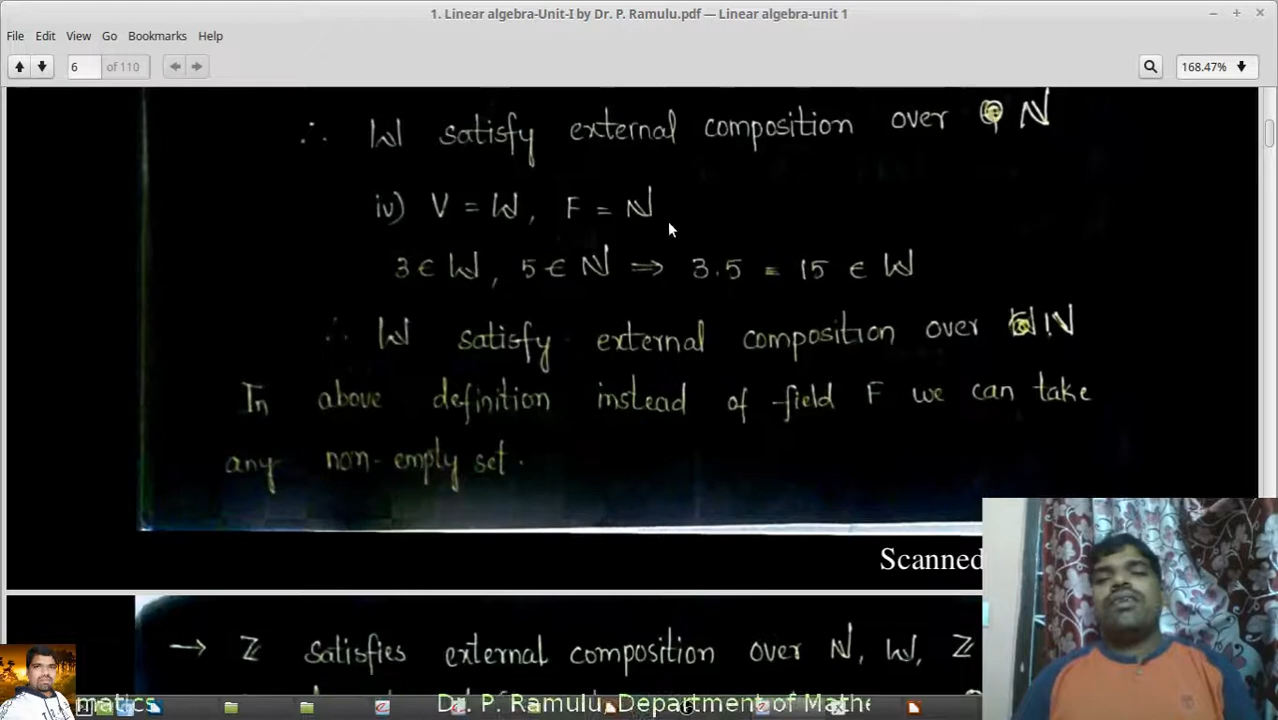 1. Linear algebra-Unit-I by Dr. P. Ramulu.pdf — Linear algebra-unit 1
File Edit View Go Bookmarks Help
6 of 110 168.47%
∴ W satisfy external composition over N
iv) V = W, F = N
3 ∈ W, 5 ∈ N ⇒ 3.5 = 15 ∈ W
∴ W satisfy external composition over N
In above definition instead of field F we can take
any non-empty set.
Scanned
→ Z satisfies external composition over N, W, Z
matics Dr. P. Ramulu, Department of Mathe